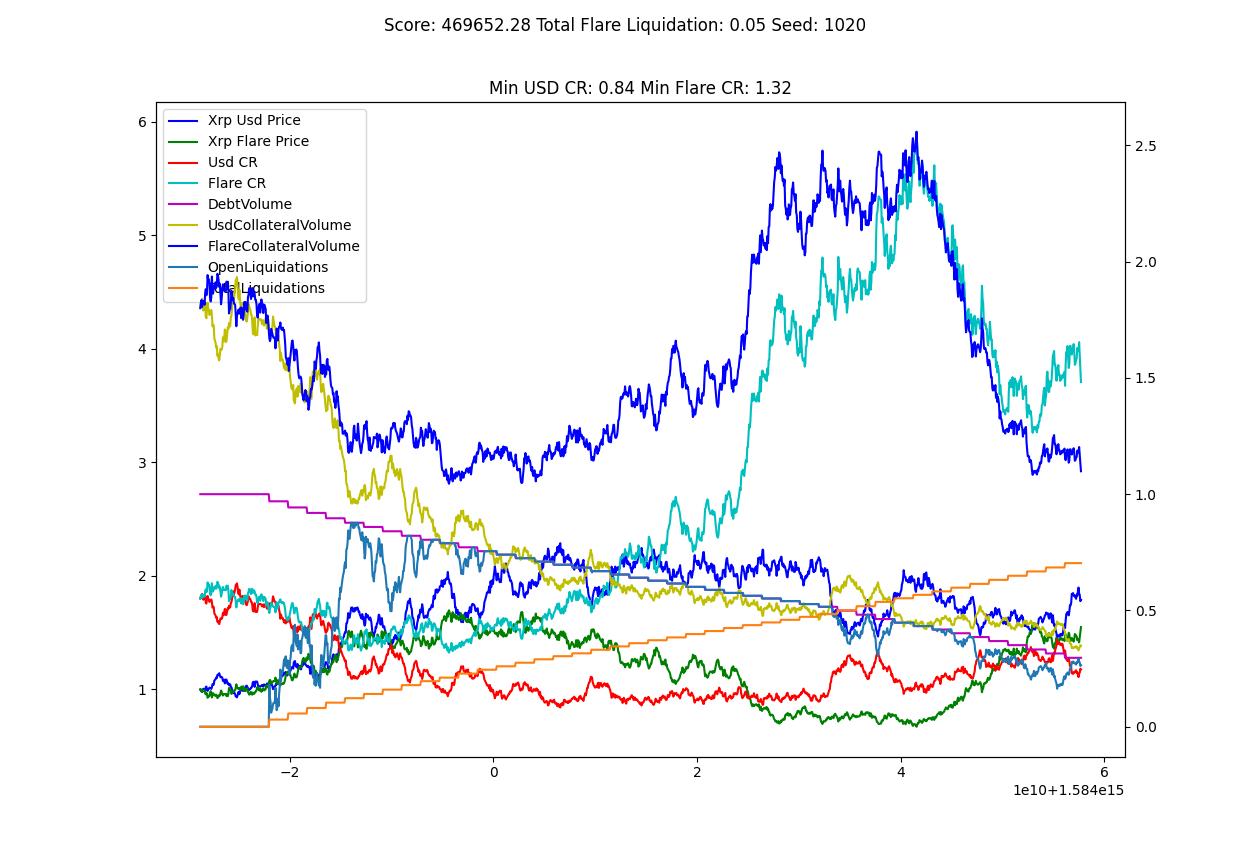 Score: 469652.28 Total Flare Liquidation: 0.05 Seed: 1020
Min USD CR: 0.84 Min Flare CR: 1.32
Xrp Usd Price
Xrp Flare Price
Usd CR
Flare CR
DebtVolume
UsdCollateralVolume
FlareCollateralVolume
OpenLiquidations
TotalLiquidations
6
5
4
3
2
1
2.5
2.0
1.5
1.0
0.5
0.0
−2
0
2
4
6
1e10+1.584e15